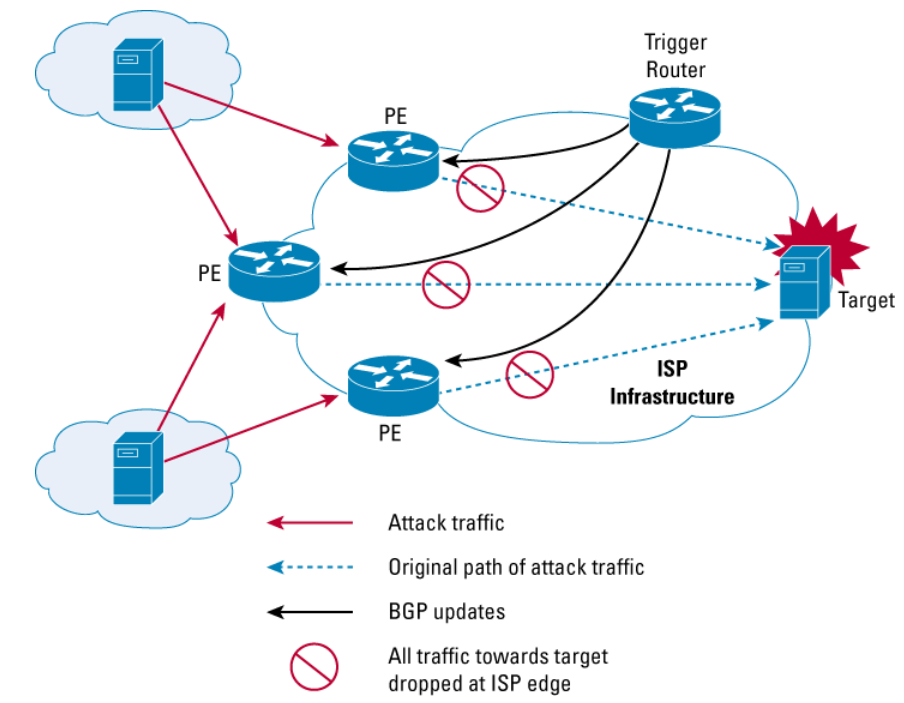 Trigger
Router
PE
PE
Target
ISP
Infrastructure
PE
Attack traffic
Original path of attack traffic
BGP updates
All traffic towards target
dropped at ISP edge